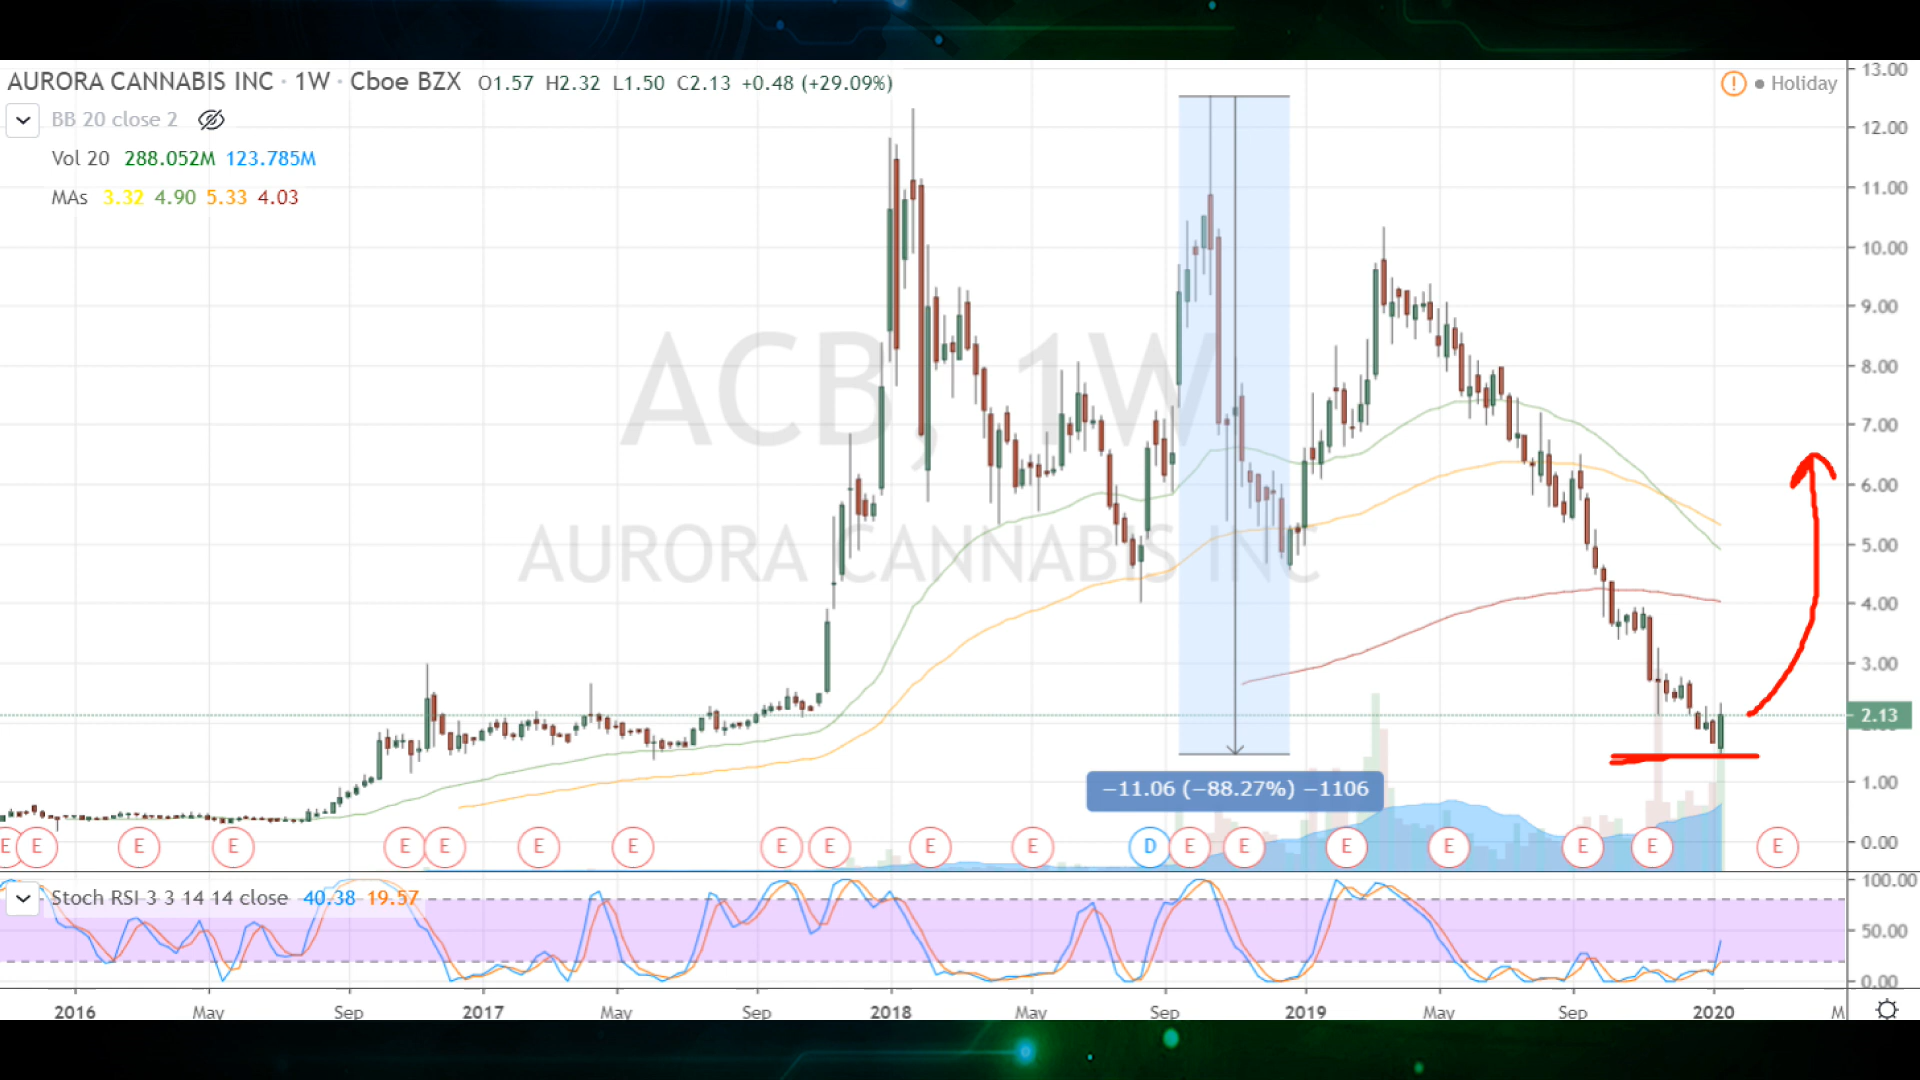 AURORA CANNABIS INC · 1W · Cboe BZX O1.57 H2.32 L1.50 C2.13 +0.48 (+29.09%)
! Holiday
BB 20 close 2
Vol 20 288.052M 123.785M
MAs 3.32 4.90 5.33 4.03
ACB, 1W
AURORA CANNABIS INC
13.00
12.00
11.00
10.00
9.00
8.00
7.00
6.00
5.00
4.00
3.00
2.13
1.00
0.00
−11.06 (−88.27%) −1106
E E E E E E E E E E E E D E E E E E E E
Stoch RSI 3 3 14 14 close 40.38 19.57
100.00
50.00
0.00
2016 May Sep 2017 May Sep 2018 May Sep 2019 May Sep 2020 M